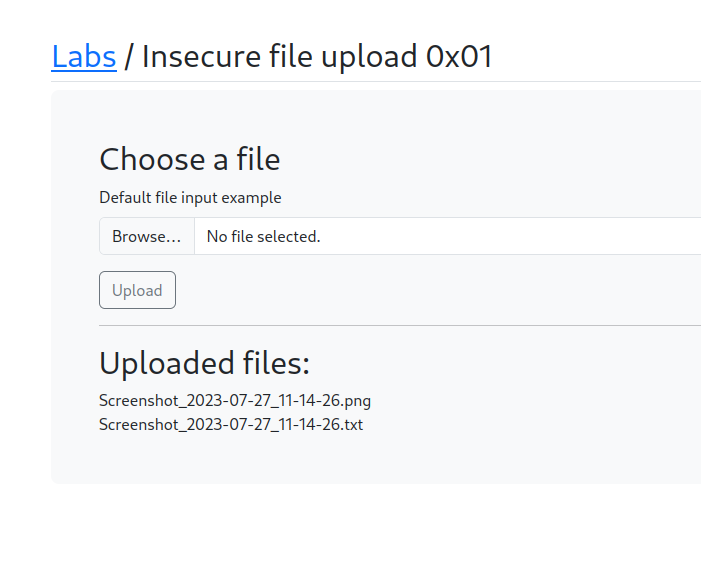 Labs / Insecure file upload 0x01
Choose a file
Default file input example
Browse... No file selected.
Upload
Uploaded files:
Screenshot_2023-07-27_11-14-26.png
Screenshot_2023-07-27_11-14-26.txt